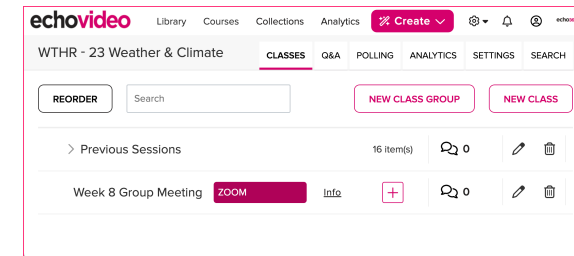 echovideo Library Courses Collections Analytics Create
WTHR - 23 Weather & Climate CLASSES Q&A POLLING ANALYTICS SETTINGS SEARCH
REORDER Search NEW CLASS GROUP NEW CLASS
Previous Sessions 16 item(s) 0
Week 8 Group Meeting ZOOM Info + 0